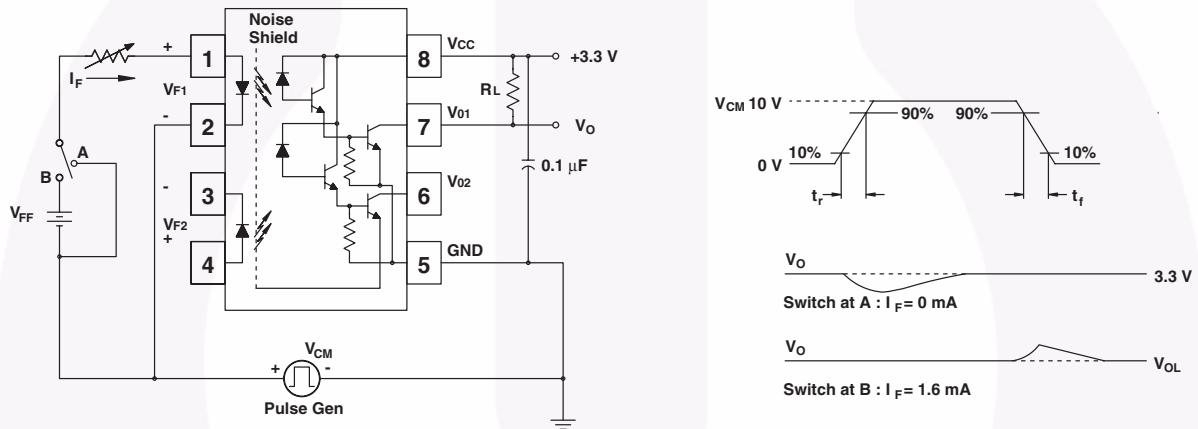 Noise
Shield
+
1
VCC
8
+3.3 V
IF
VF1
RL
-
2
V01
7
VO
A
B
0.1 μF
-
3
V02
6
VFF
VF2
+
4
GND
5
VCM
+
-
Pulse Gen
VCM 10 V
90%
90%
10%
10%
0 V
tr
tf
VO
3.3 V
Switch at A : IF = 0 mA
VO
VOL
Switch at B : IF = 1.6 mA